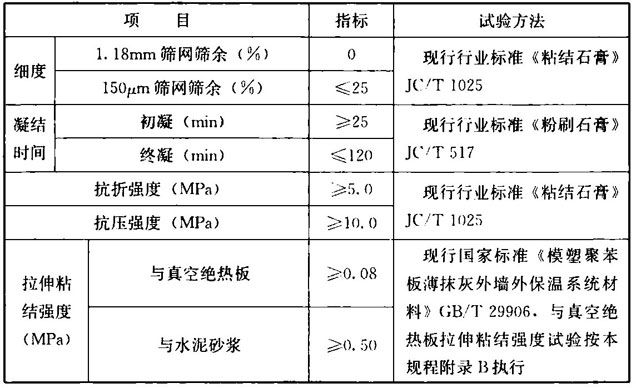 项 目 指标 试验方法
细度 1.18mm 筛网筛余（%） 0 现行行业标准《粘结石膏》
150μm 筛网筛余（%） ≤25 JC/T 1025
凝结 初凝（min） ≥25 现行行业标准《粉刷石膏》
时间 终凝（min） ≤120 JC/T 517
抗折强度（MPa） ≥5.0 现行行业标准《粘结石膏》
抗压强度（MPa） ≥10.0 JC/T 1025
拉伸粘
结强度
(MPa)
与真空绝热板 ≥0.08
与水泥砂浆 ≥0.50
现行国家标准《模塑聚苯
板薄抹灰外墙外保温系统材
料》GB/T 29906，与真空绝
热板拉伸粘结强度试验按本
规程附录 B 执行